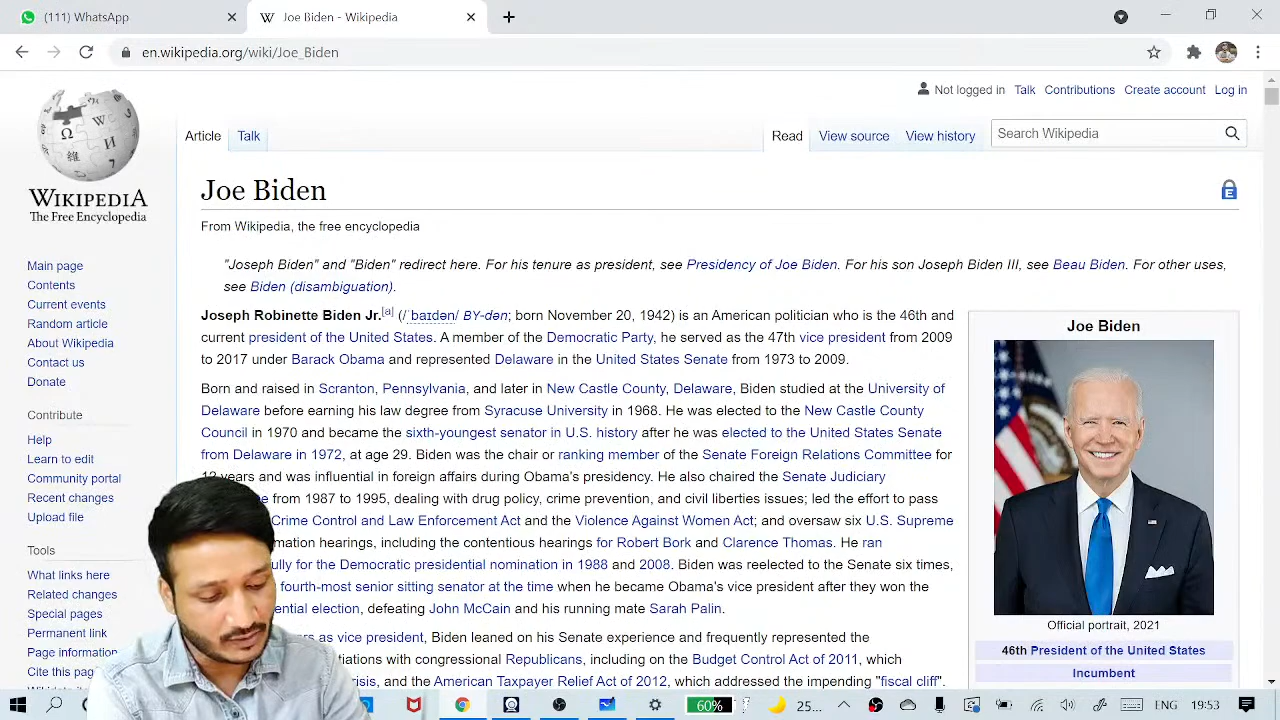 (111) WhatsApp
Joe Biden - Wikipedia
en.wikipedia.org/wiki/Joe_Biden
Not logged in Talk Contributions Create account Log in
Article Talk Read View source View history Search Wikipedia
WIKIPEDIA
The Free Encyclopedia
Main page
Contents
Current events
Random article
About Wikipedia
Contact us
Donate
Contribute
Help
Learn to edit
Community portal
Recent changes
Upload file
Tools
What links here
Related changes
Special pages
Permanent link
Page information
Cite this
Joe Biden
From Wikipedia, the free encyclopedia
"Joseph Biden" and "Biden" redirect here. For his tenure as president, see Presidency of Joe Biden. For his son Joseph Biden III, see Beau Biden. For other uses,
see Biden (disambiguation).
Joseph Robinette Biden Jr.[a] (/ˈbaɪdən/ BY-dən; born November 20, 1942) is an American politician who is the 46th and
current president of the United States. A member of the Democratic Party, he served as the 47th vice president from 2009
to 2017 under Barack Obama and represented Delaware in the United States Senate from 1973 to 2009.
Born and raised in Scranton, Pennsylvania, and later in New Castle County, Delaware, Biden studied at the University of
Delaware before earning his law degree from Syracuse University in 1968. He was elected to the New Castle County
Council in 1970 and became the sixth-youngest senator in U.S. history after he was elected to the United States Senate
from Delaware in 1972, at age 29. Biden was the chair or ranking member of the Senate Foreign Relations Committee for
12 years and was influential in foreign affairs during Obama's presidency. He also chaired the Senate Judiciary
from 1987 to 1995, dealing with drug policy, crime prevention, and civil liberties issues; led the effort to pass
Crime Control and Law Enforcement Act and the Violence Against Women Act, and oversaw six U.S. Supreme
hearings, including the contentious hearings for Robert Bork and Clarence Thomas. He ran
for the Democratic presidential nomination in 1988 and 2008. Biden was reelected to the Senate six times,
fourth-most senior sitting senator at the time when he became Obama's vice president after they won the
election, defeating John McCain and his running mate Sarah Palin.
as vice president, Biden leaned on his Senate experience and frequently represented the
with congressional Republicans, including on the Budget Control Act of 2011, which
and the American Taxpayer Relief Act of 2012, which addressed the impending "fiscal cliff".
Joe Biden
Official portrait, 2021
46th President of the United States
Incumbent
60% 25... ENG 19:53